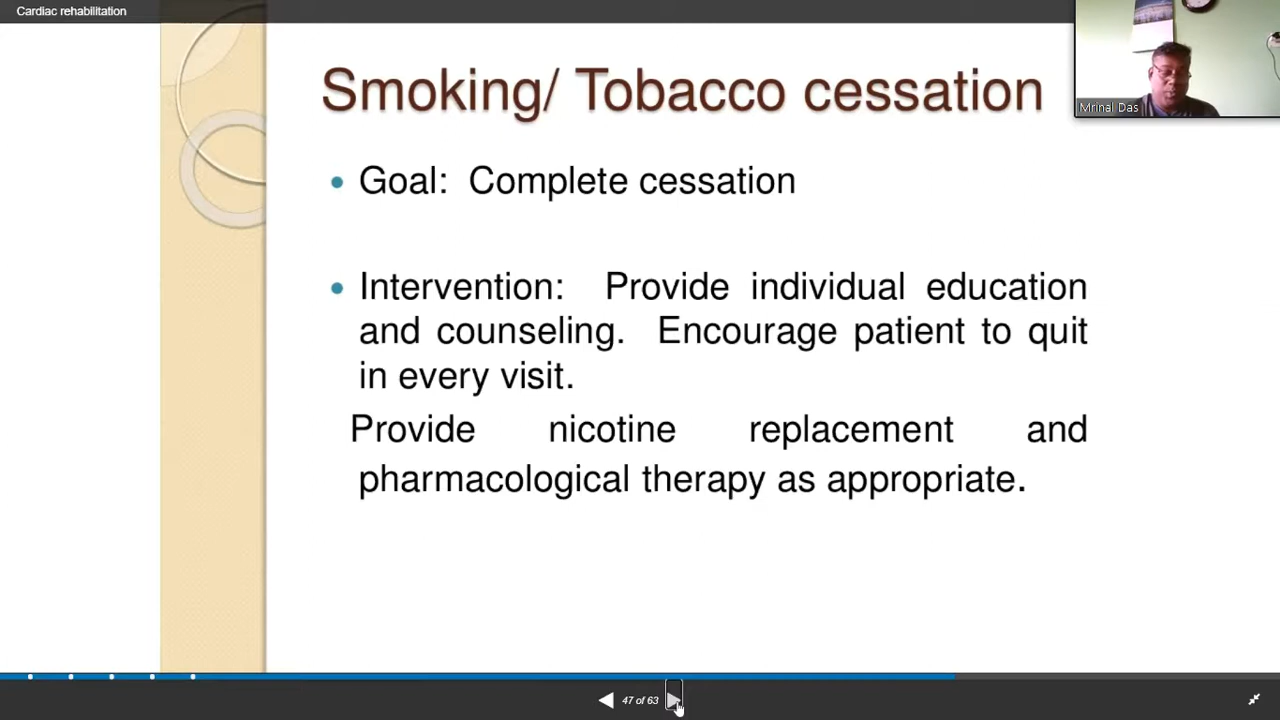 Cardiac rehabilitation
Smoking/ Tobacco cessation
Mrinal Das
• Goal: Complete cessation
• Intervention: Provide individual education
and counseling. Encourage patient to quit
in every visit.
Provide nicotine replacement and
pharmacological therapy as appropriate.
47 of 63